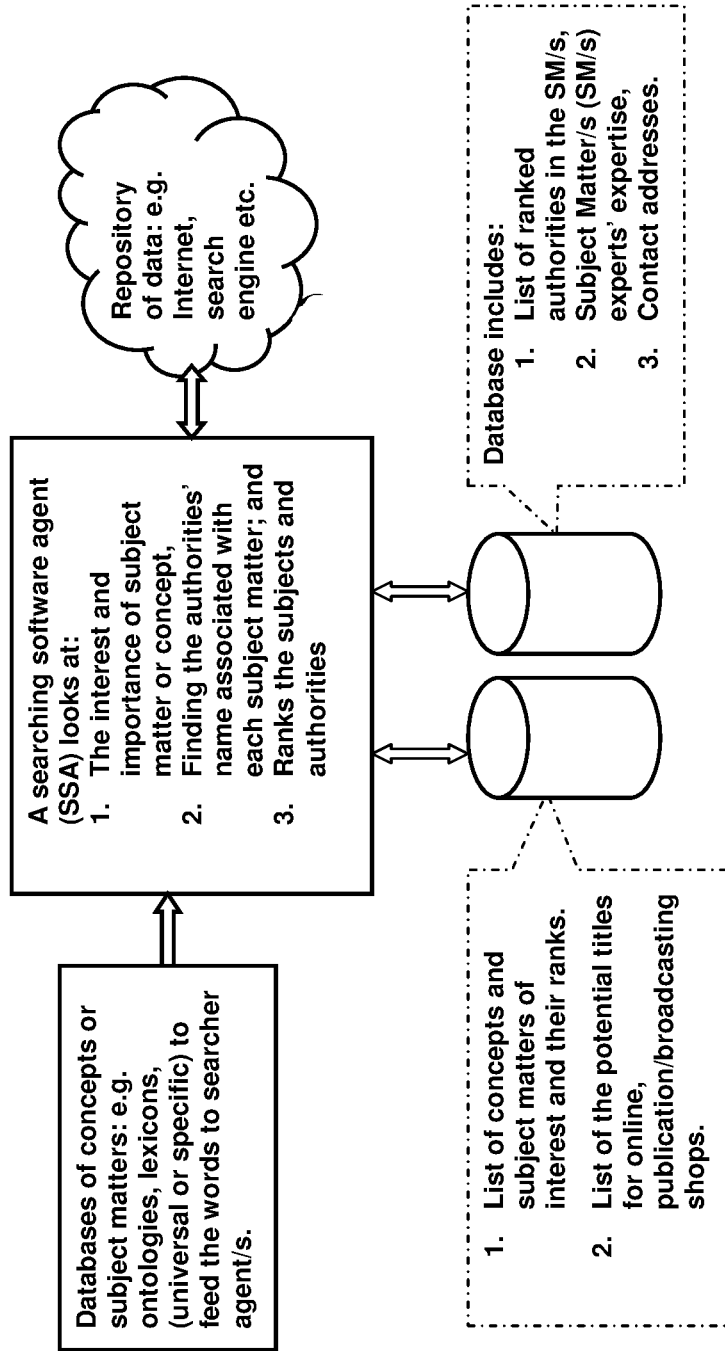 Databases of concepts or
subject matters: e.g.
ontologies, lexicons,
(universal or specific) to
feed the words to searcher
agent/s.
A searching software agent
(SSA) looks at:
1. The interest and
importance of subject
matter or concept,
2. Finding the authorities'
name associated with
each subject matter; and
3. Ranks the subjects and
authorities
Repository
of data: e.g.
Internet,
search
engine etc.
1. List of concepts and
subject matters of
interest and their ranks.
2. List of the potential titles
for online,
publication/broadcasting
shops.
Database includes:
1. List of ranked
authorities in the SM/s,
2. Subject Matter/s (SM/s)
experts' expertise,
3. Contact addresses.